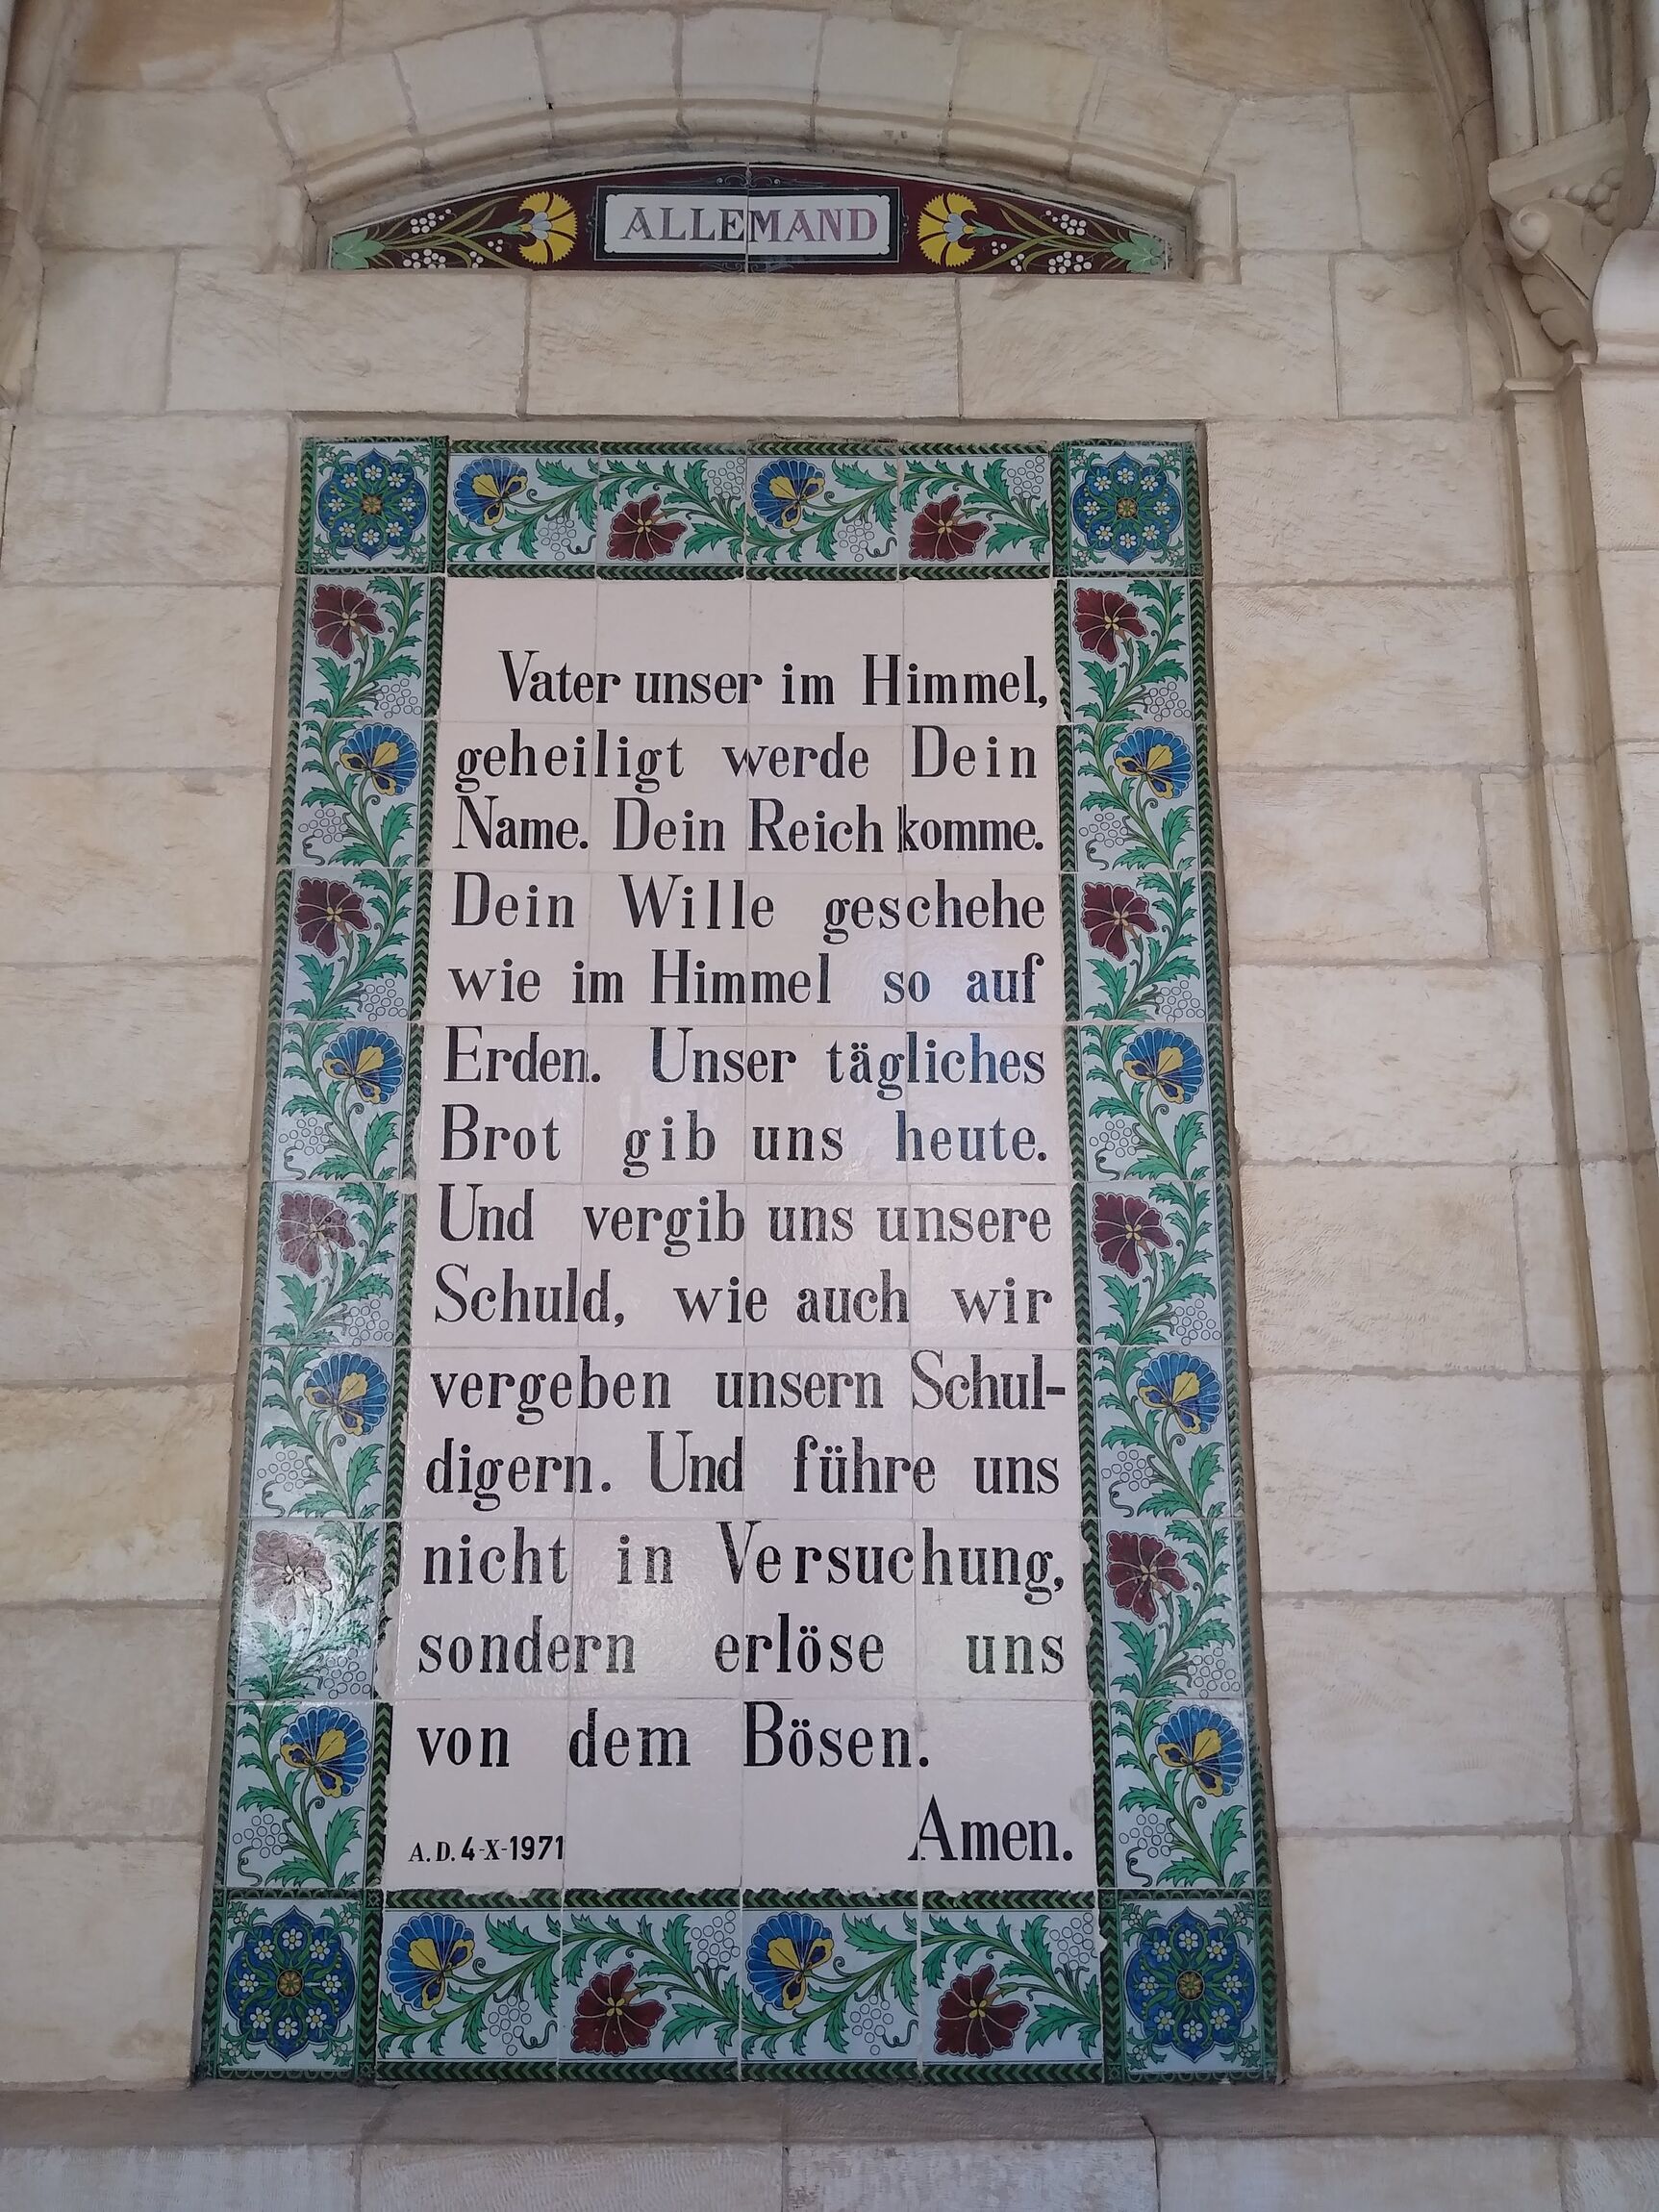 ALLEMAND
Vater unser im Himmel,
geheiligt werde Dein
Name. Dein Reich komme.
Dein Wille geschehe
wie im Himmel so auf
Erden. Unser tägliches
Brot gib uns heute.
Und vergib uns unsere
Schuld, wie auch wir
vergeben unsern Schul-
digern. Und führe uns
nicht in Versuchung,
sondern erlöse uns
von dem Bösen.
Amen.
A.D. 4-X-1971